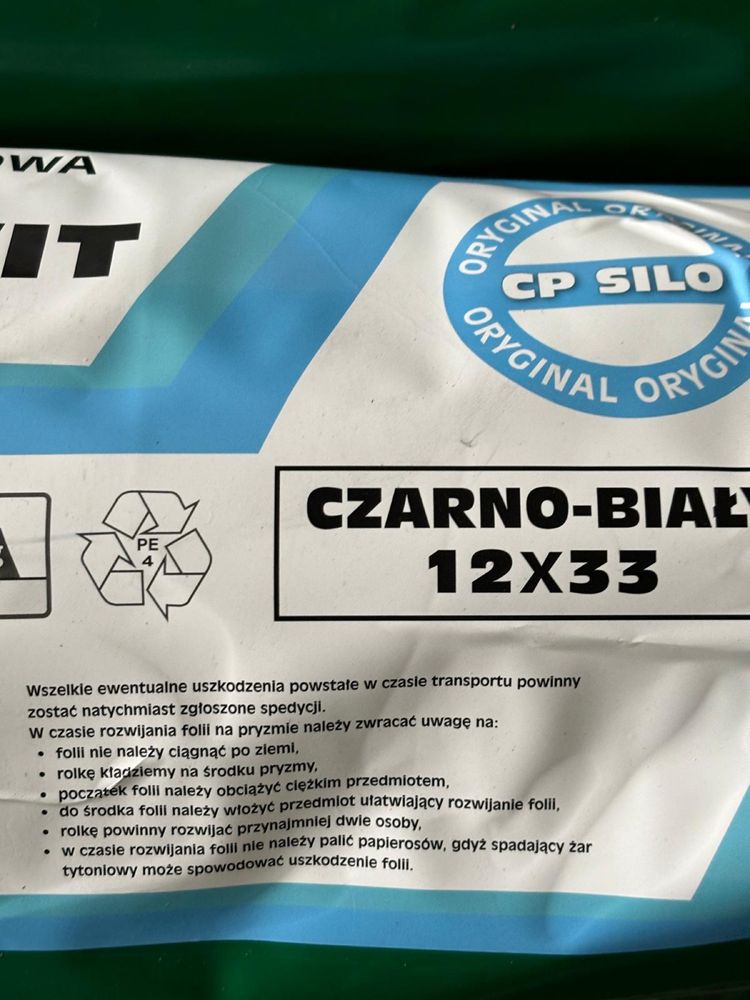 ORYGINAL ORYGINAL
CP SILO
ORYGINAL ORYGINAL
PE
4
CZARNO-BIAŁY
12X33
Wszelkie ewentualne uszkodzenia powstałe w czasie transportu powinny
zostać natychmiast zgłoszone spedycji.
W czasie rozwijania folii na pryzmie należy zwracać uwagę na:
• folii nie należy ciągnąć po ziemi,
• rolkę kładziemy na środku pryzmy,
• początek folii należy obciążyć ciężkim przedmiotem,
• do środka folii należy włożyć przedmiot ułatwiający rozwijanie folii,
• rolkę powinny rozwijać przynajmniej dwie osoby,
• w czasie rozwijania folii nie należy palić papierosów, gdyż spadający żar
tytoniowy może spowodować uszkodzenie folii.